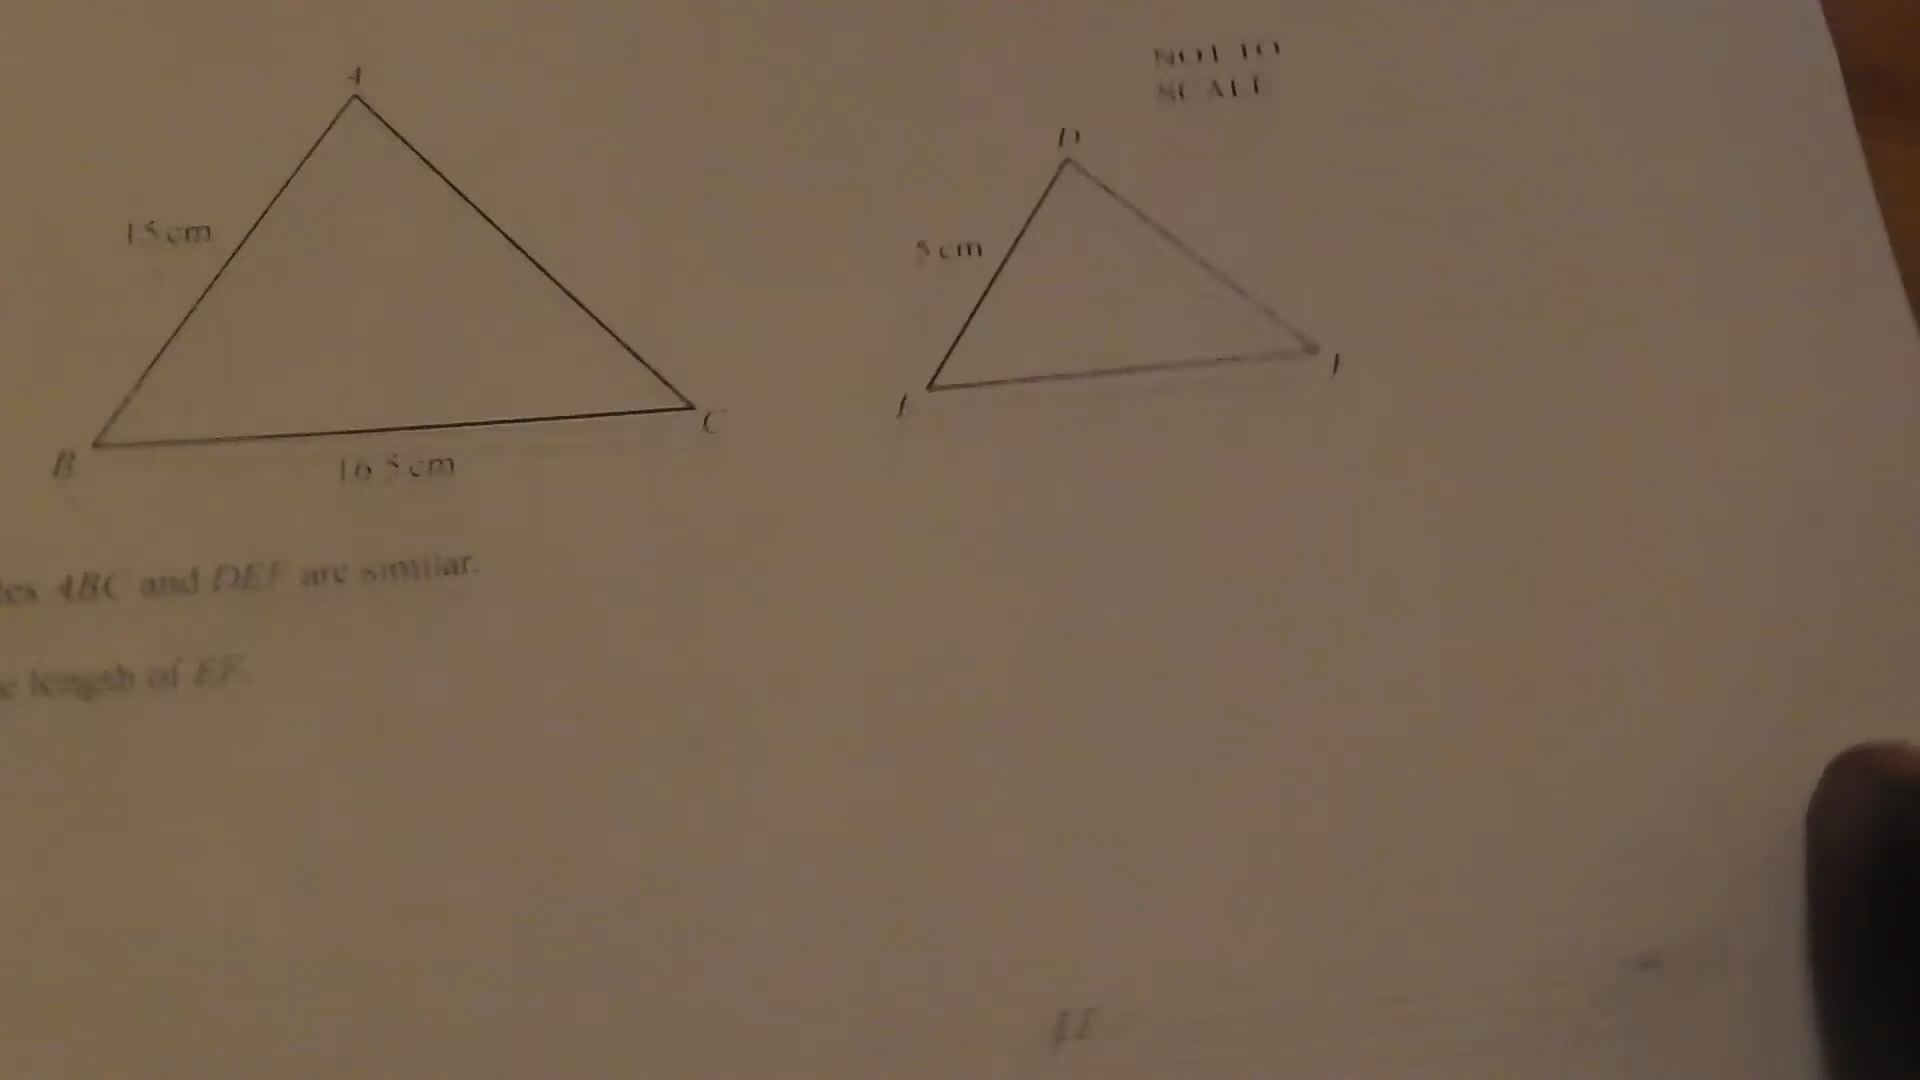 NOT TO
SCALE
A
D
15 cm
5 cm
B
C
E
F
16.5 cm
ABC and DEF are similar.
length of EF.